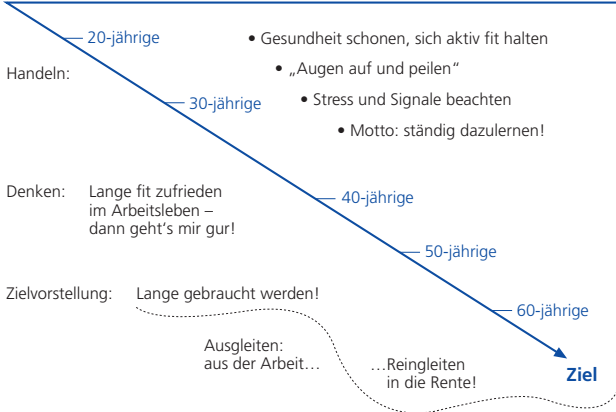 20-jährige
• Gesundheit schonen, sich aktiv fit halten
Handeln:
• „Augen auf und peilen“
30-jährige
• Stress und Signale beachten
• Motto: ständig dazulernen!
Denken:
Lange fit zufrieden
im Arbeitsleben –
dann geht‘s mir gur!
40-jährige
50-jährige
Zielvorstellung:
Lange gebraucht werden!
60-jährige
Ausgleiten:
aus der Arbeit…
…Reingleiten
in die Rente!
Ziel